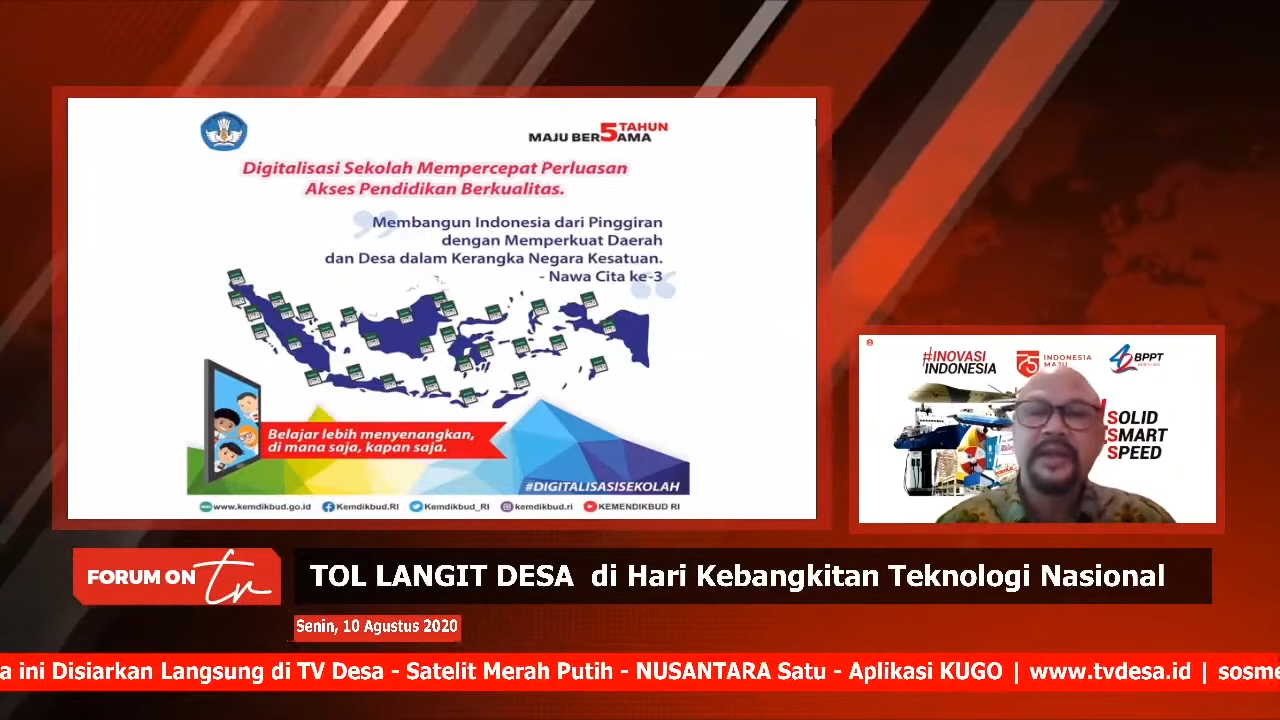 MAJU BER5AMA
TAHUN
Digitalisasi Sekolah Mempercepat Perluasan
Akses Pendidikan Berkualitas.
Membangun Indonesia dari Pinggiran
dengan Memperkuat Daerah
dan Desa dalam Kerangka Negara Kesatuan.
- Nawa Cita ke-3
Belajar lebih menyenangkan,
di mana saja, kapan saja.
#DIGITALISASISEKOLAH
www.kemdikbud.go.id
Kemdikbud.RI
Kemdikbud_RI
kemdikbud.ri
KEMENDIKBUD RI
#INOVASI
INDONESIA
75 INDONESIA
MAJU
42 BPPT
SOLID
SMART
SPEED
FORUM ON tr
TOL LANGIT DESA di Hari Kebangkitan Teknologi Nasional
Senin, 10 Agustus 2020
a ini Disiarkan Langsung di TV Desa - Satelit Merah Putih - NUSANTARA Satu - Aplikasi KUGO | www.tvdesa.id | sosme